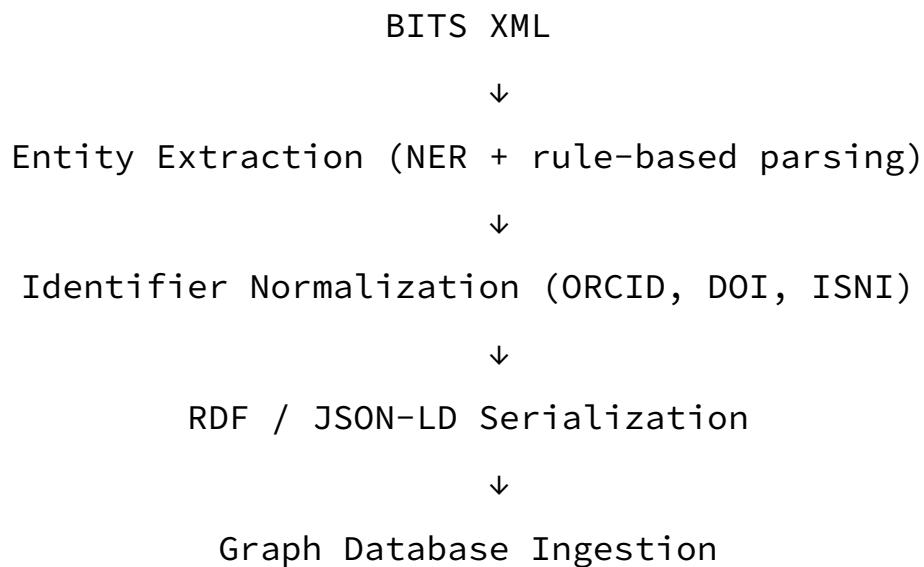 BITS XML
↓
Entity Extraction (NER + rule-based parsing)
↓
Identifier Normalization (ORCID, DOI, ISNI)
↓
RDF / JSON-LD Serialization
↓
Graph Database Ingestion